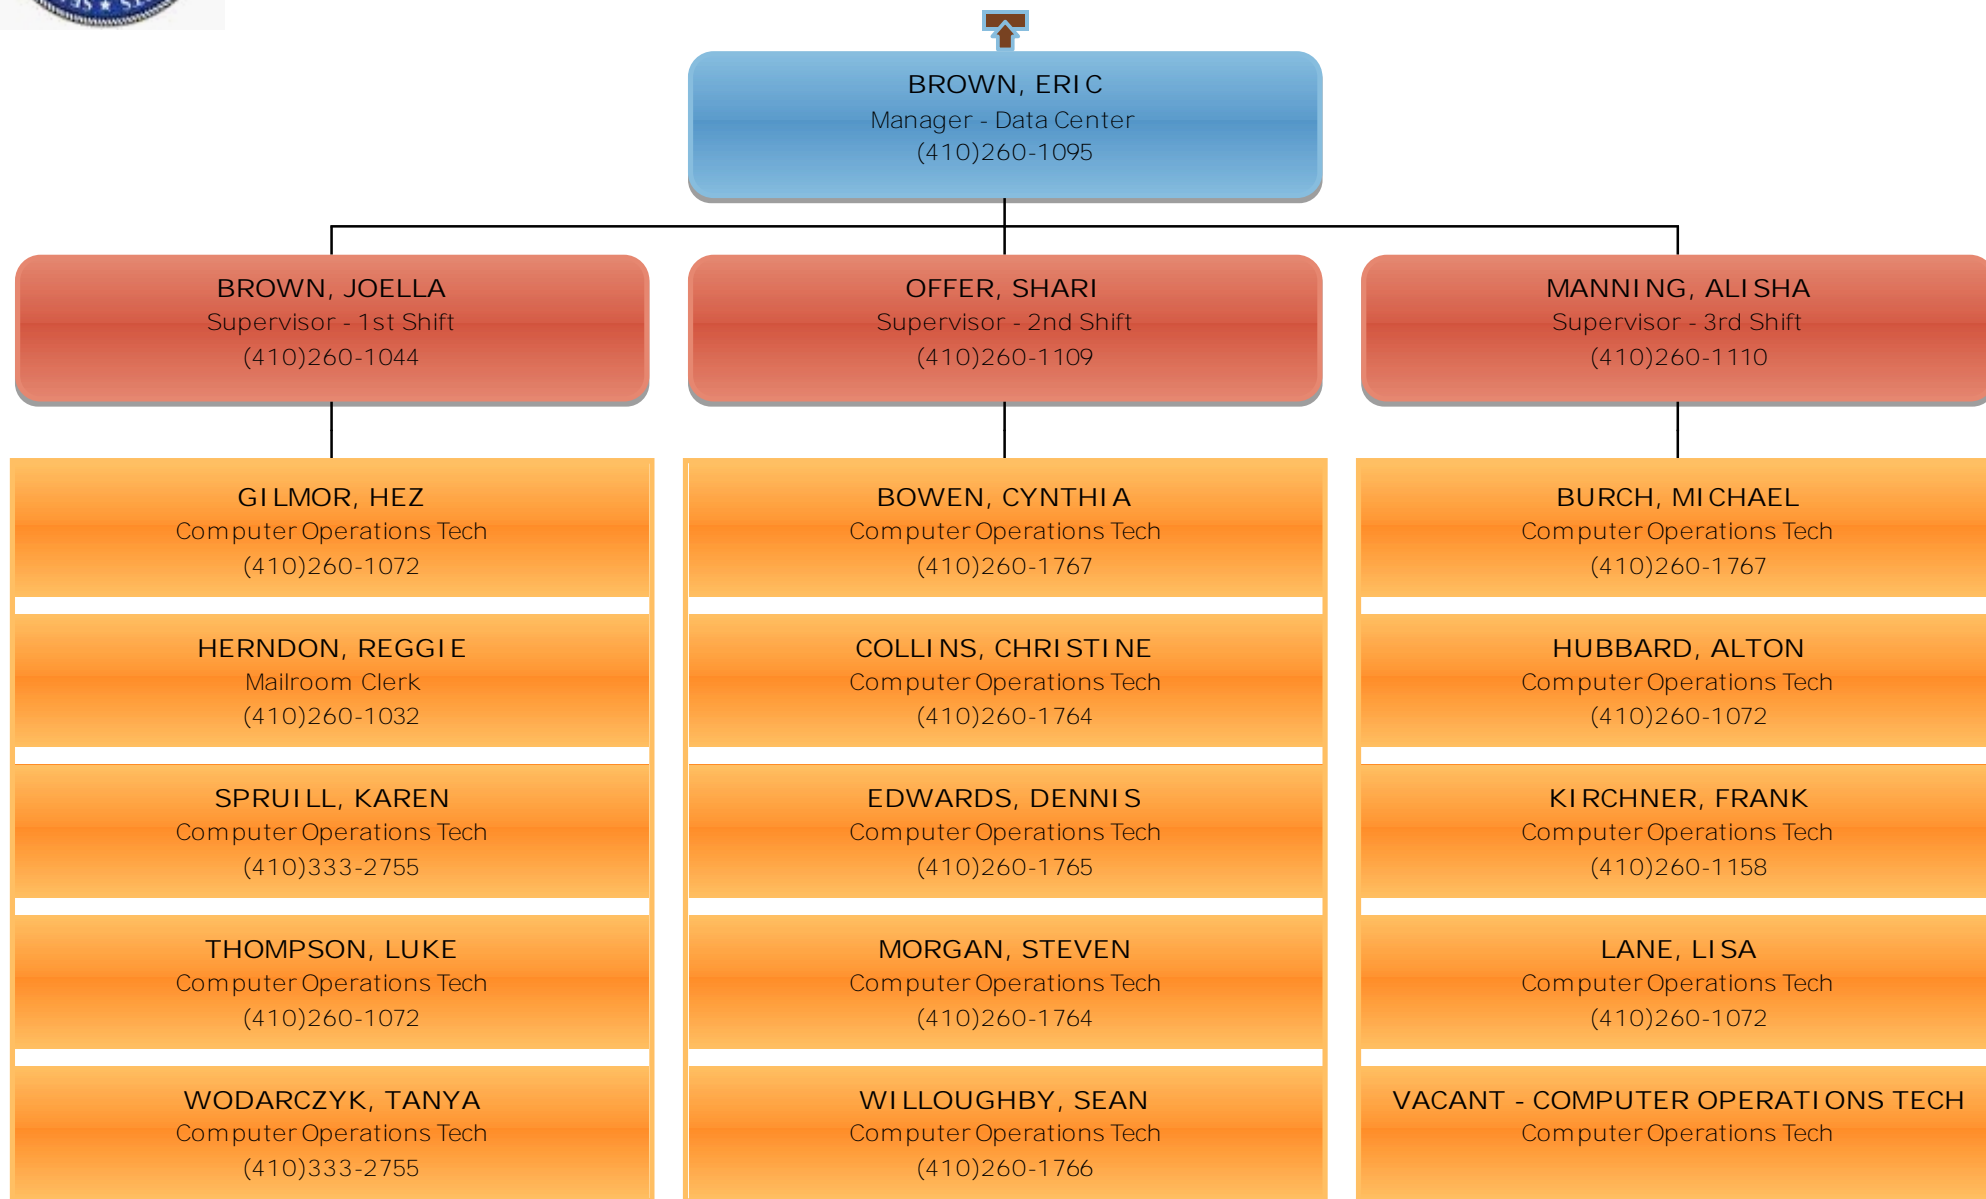 BROWN, ERIC
Manager - Data Center
(410)260-1095
BROWN, JOELLA
Supervisor - 1st Shift
(410)260-1044
OFFER, SHARI
Supervisor - 2nd Shift
(410)260-1109
MANNING, ALISHA
Supervisor - 3rd Shift
(410)260-1110
GILMOR, HEZ
Computer Operations Tech
(410)260-1072
HERNDON, REGGIE
Mailroom Clerk
(410)260-1032
SPRUILL, KAREN
Computer Operations Tech
(410)333-2755
THOMPSON, LUKE
Computer Operations Tech
(410)260-1072
WODARCZYK, TANYA
Computer Operations Tech
(410)333-2755
BOWEN, CYNTHIA
Computer Operations Tech
(410)260-1767
COLLINS, CHRISTINE
Computer Operations Tech
(410)260-1764
EDWARDS, DENNIS
Computer Operations Tech
(410)260-1765
MORGAN, STEVEN
Computer Operations Tech
(410)260-1764
WILLOUGHBY, SEAN
Computer Operations Tech
(410)260-1766
BURCH, MICHAEL
Computer Operations Tech
(410)260-1767
HUBBARD, ALTON
Computer Operations Tech
(410)260-1072
KIRCHNER, FRANK
Computer Operations Tech
(410)260-1158
LANE, LISA
Computer Operations Tech
(410)260-1072
VACANT - COMPUTER OPERATIONS TECH
Computer Operations Tech